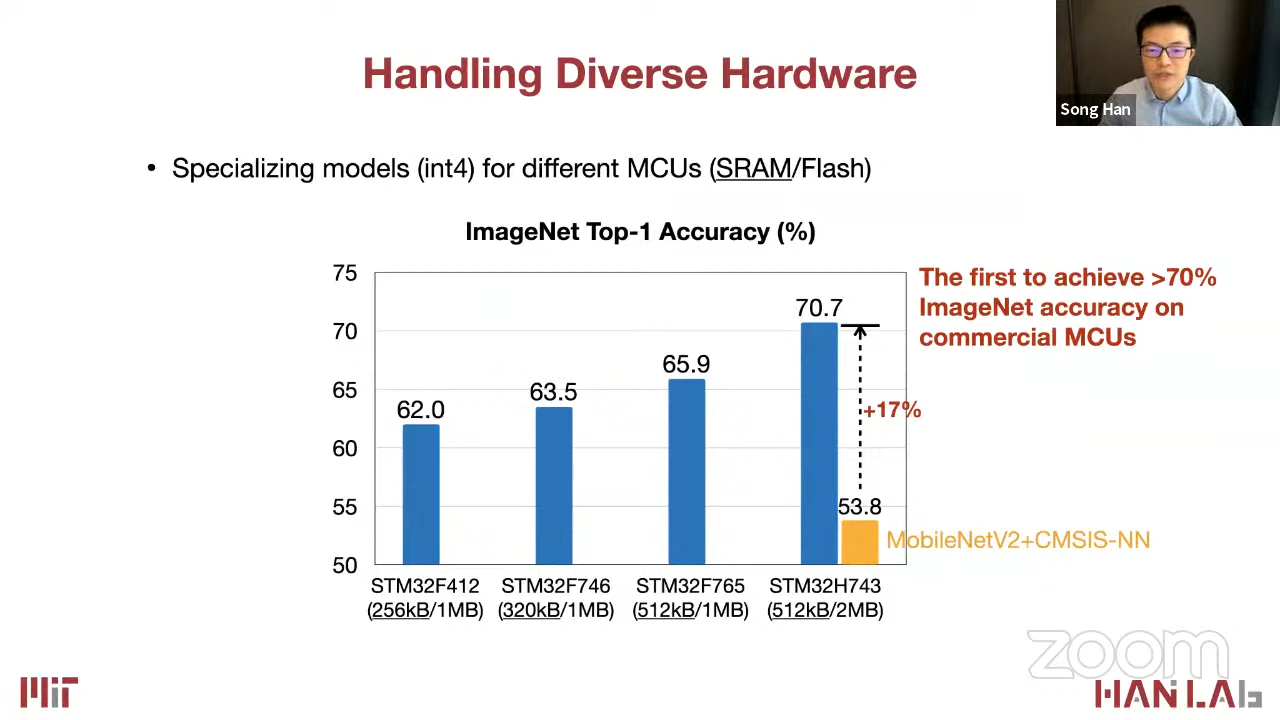 Handling Diverse Hardware
Song Han
• Specializing models (int4) for different MCUs (SRAM/Flash)
ImageNet Top-1 Accuracy (%)
75
70
65
60
55
50
62.0
63.5
65.9
70.7
53.8
+17%
The first to achieve >70%
ImageNet accuracy on
commercial MCUs
MobileNetV2+CMSIS-NN
STM32F412
(256kB/1MB)
STM32F746
(320kB/1MB)
STM32F765
(512kB/1MB)
STM32H743
(512kB/2MB)
zoom
MiT
HAN LAb